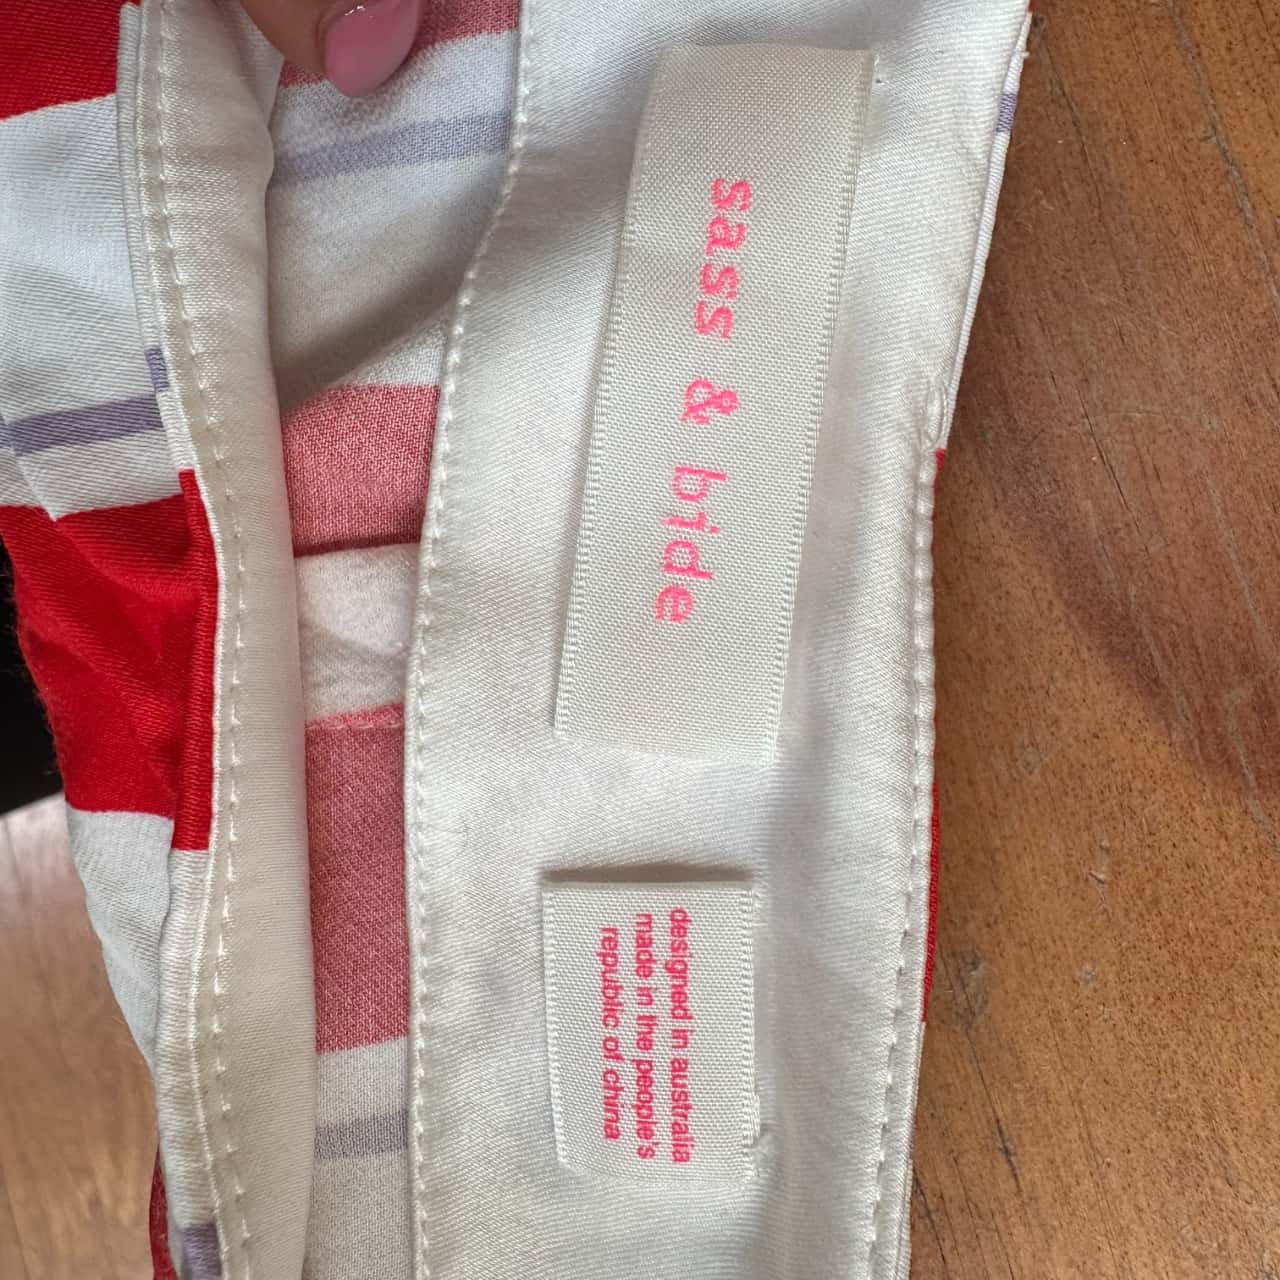 sass & bide
designed in australia
made in the people's
republic of china